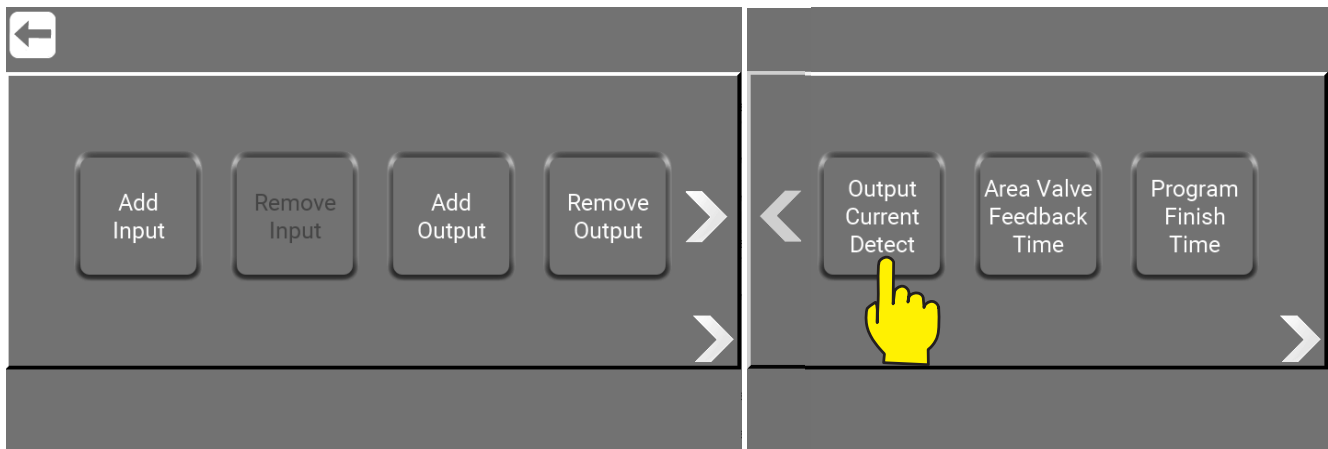 Add
Input
Remove
Input
Add
Output
Remove
Output
Output
Current
Detect
Area Valve
Feedback
Time
Program
Finish
Time